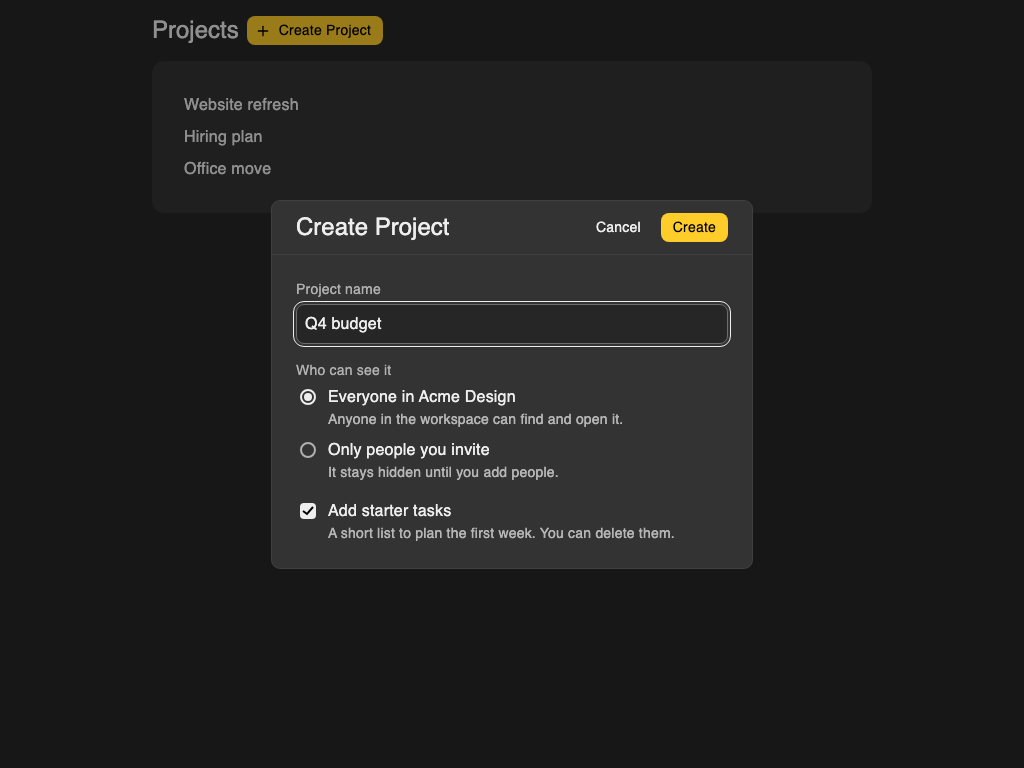 Projects
Create Project
Website refresh
Hiring plan
Office move
Create Project
Cancel
Create
Project name
Q4 budget
Who can see it
Everyone in Acme Design
Anyone in the workspace can find and open it.
Only people you invite
It stays hidden until you add people.
Add starter tasks
A short list to plan the first week. You can delete them.